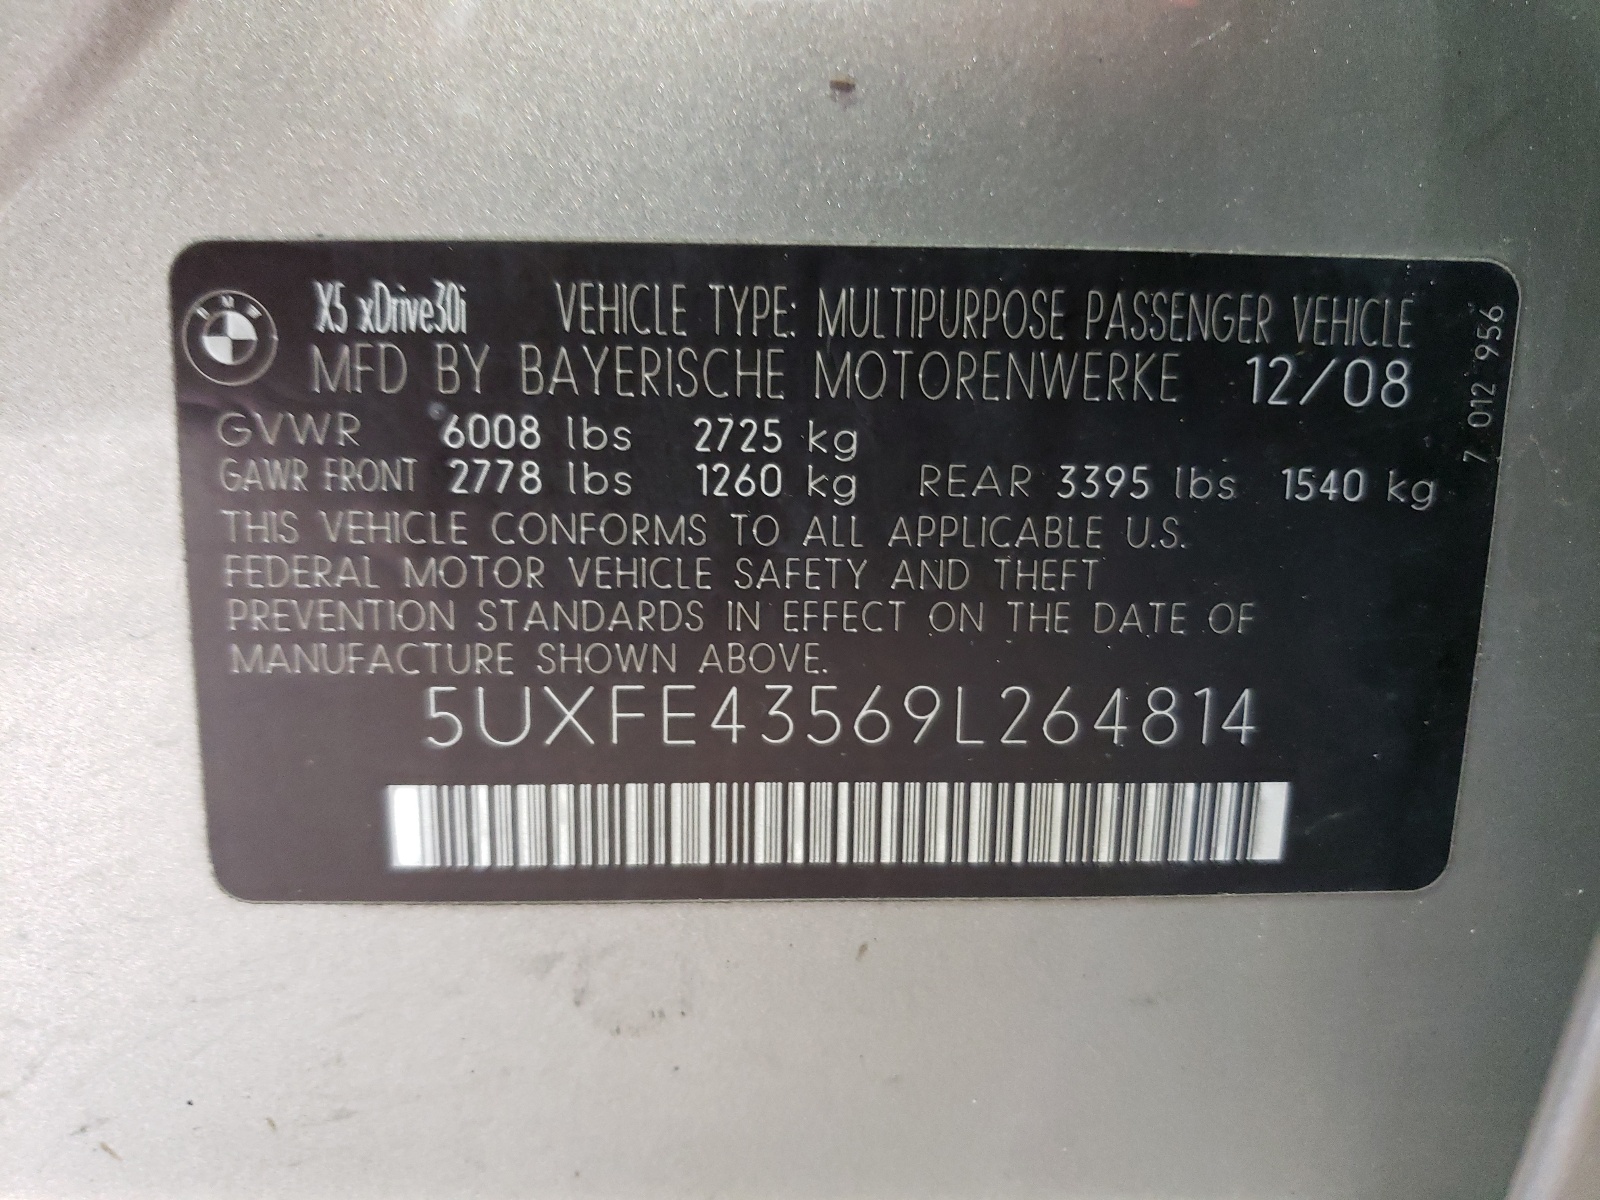 BMW
X5 xDrive30i VEHICLE TYPE: MULTIPURPOSE PASSENGER VEHICLE
MFD BY BAYERISCHE MOTORENWERKE 12/08
GVWR 6008 lbs 2725 kg
GAWR FRONT 2778 lbs 1260 kg REAR 3395 lbs 1540 kg
THIS VEHICLE CONFORMS TO ALL APPLICABLE U.S.
FEDERAL MOTOR VEHICLE SAFETY AND THEFT
PREVENTION STANDARDS IN EFFECT ON THE DATE OF
MANUFACTURE SHOWN ABOVE.
5UXFE43569L264814
7 012 956